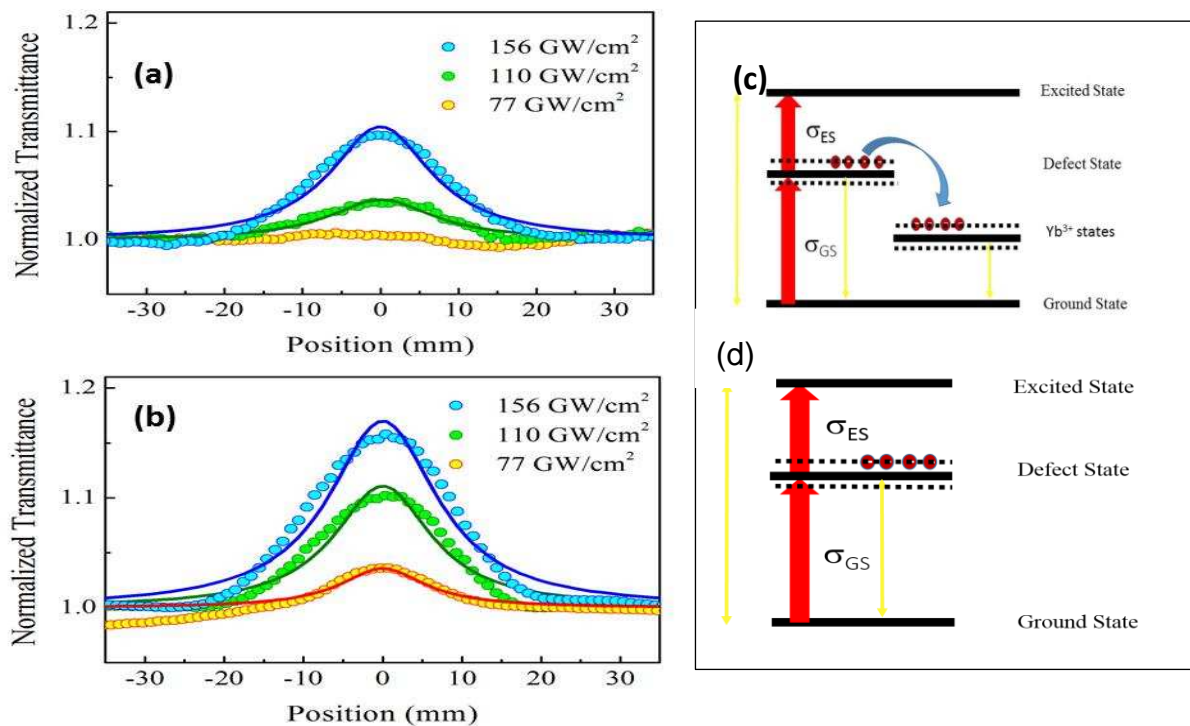 (a)
156 GW/cm²
110 GW/cm²
77 GW/cm²
Normalized Transmittance
1.2
1.1
1.0
-30 -20 -10 0 10 20 30
Position (mm)
(b)
156 GW/cm²
110 GW/cm²
77 GW/cm²
Normalized Transmittance
1.2
1.1
1.0
-30 -20 -10 0 10 20 30
Position (mm)
(c)
Excited State
σES
Defect State
Yb³⁺ states
σGS
Ground State
(d)
Excited State
σES
Defect State
σGS
Ground State